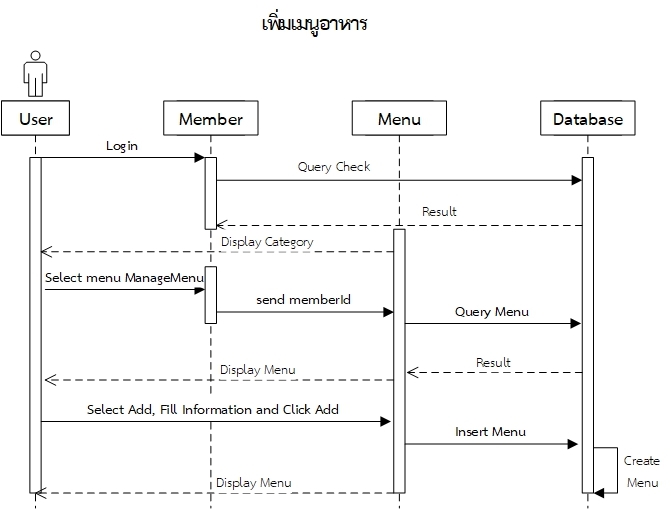 เพิ่มเมนูอาหาร
User
Member
Menu
Database
Login
Query Check
Result
Display Category
Select menu ManageMenu
send memberId
Query Menu
Result
Display Menu
Select Add, Fill Information and Click Add
Insert Menu
Create
Menu
Display Menu